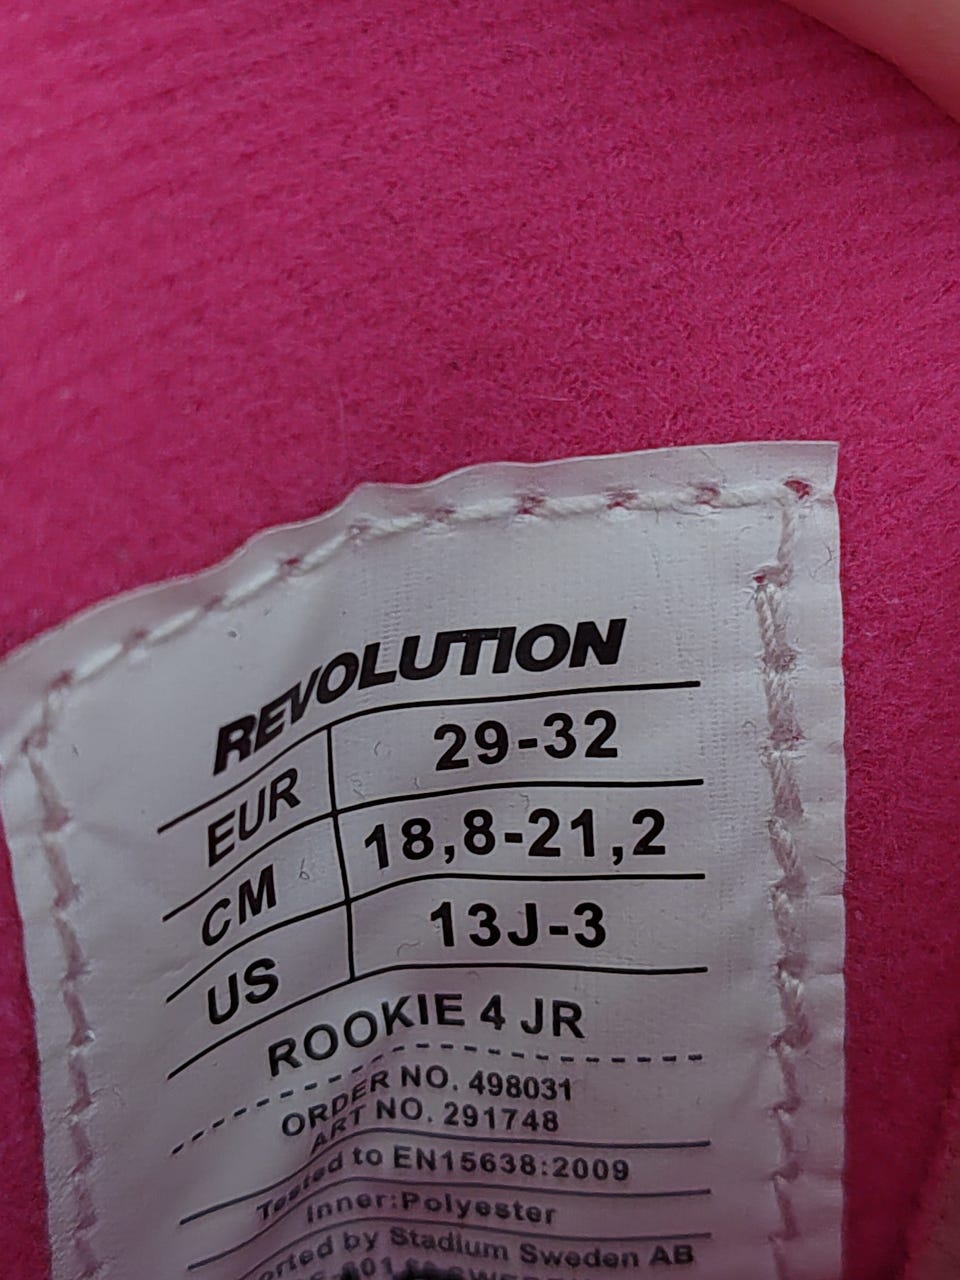 REVOLUTION
EUR 29-32
CM 18,8-21,2
US 13J-3
ROOKIE 4 JR
ORDER NO. 498031
ART NO. 291748
Tested to EN15638:2009
Inner:Polyester
by Stadium Sweden AB